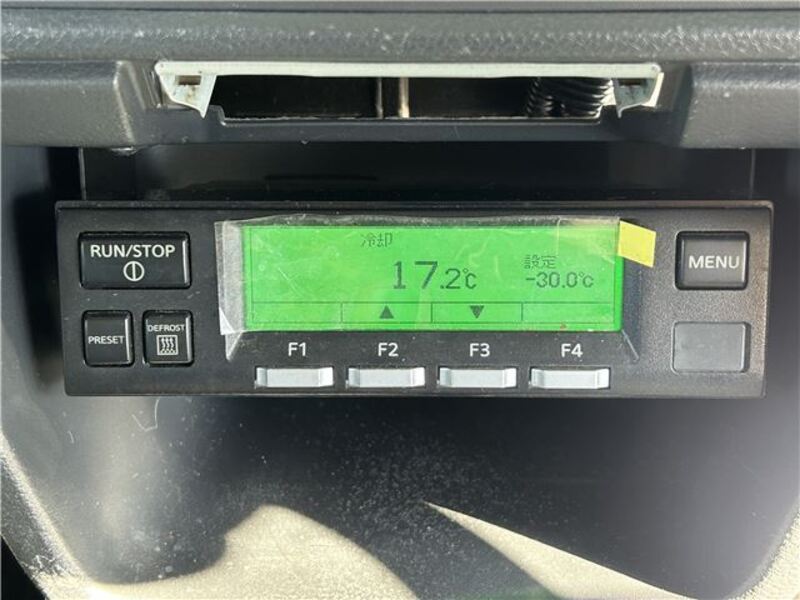 RUN/STOP
PRESET
DEFROST
冷却
17.2℃
設定
-30.0℃
▲ ▼
F1 F2 F3 F4
MENU